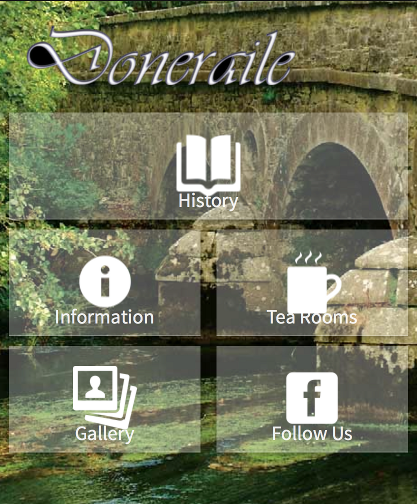 Doneraile
History
Information
Tea Rooms
Gallery
Follow Us